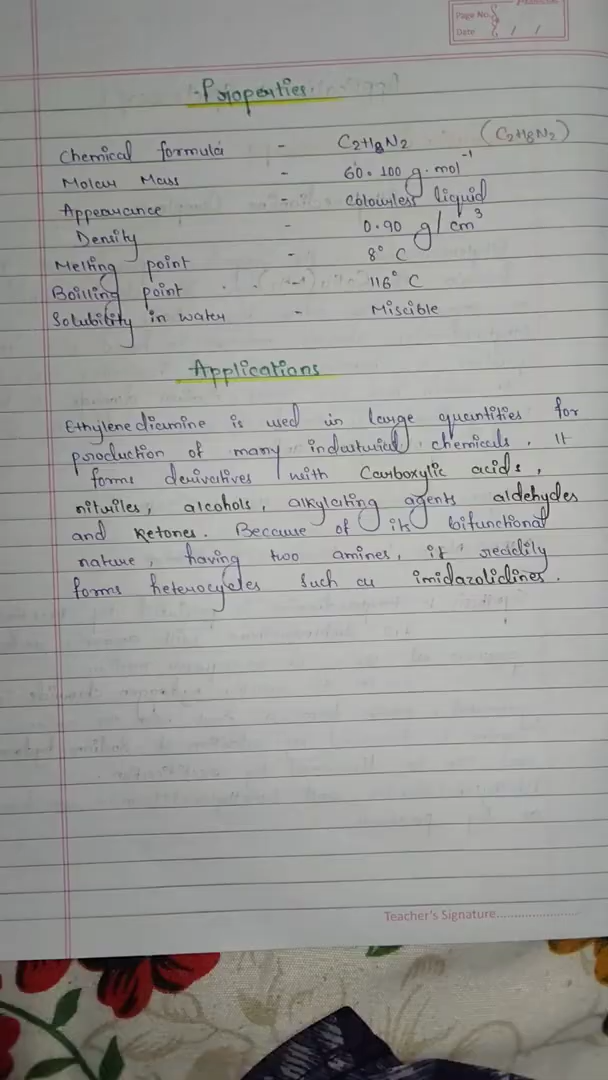 Page No.
Date / /
Properties
Chemical formula - C2H8N2 (C2H8N2)
Molar Mass - 60.100 g.mol⁻¹
Appearance - Colourless liquid
Density - 0.90 g/cm³
Melting point - 8° C
Boiling point - 116° C
Solubility in water - Miscible
Applications
Ethylenediamine is used in large quantities for
production of many industrial chemicals. It
forms derivatives with Carboxylic acids,
nitriles, alcohols, alkylating agents aldehydes
and Ketones. Because of its bifunctional
nature, having two amines, it readily
forms heterocycles such as imidazolidines.
Teacher's Signature........................